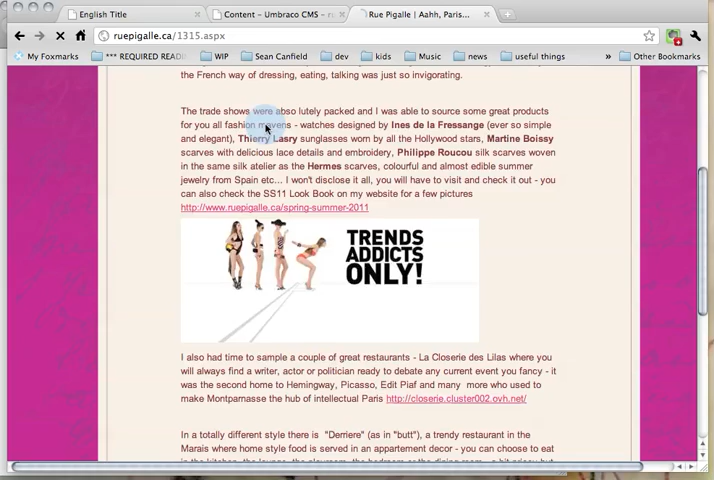 English Title
Content - Umbraco CMS - r
Rue Pigalle | Aahh, Paris...
ruepigalle.ca/1315.aspx
My Foxmarks
*** REQUIRED READI
WIP
Sean Canfield
dev
kids
Music
news
useful things
»
Other Bookmarks
the French way of dressing, eating, talking was just so invigorating.
The trade shows were abso lutely packed and I was able to source some great products
for you all fashion mavens - watches designed by Ines de la Fressange (ever so simple
and elegant), Thierry Lasry sunglasses worn by all the Hollywood stars, Martine Boissy
scarves with delicious lace details and embroidery, Philippe Roucou silk scarves woven
in the same silk atelier as the Hermes scarves, colourful and almost edible summer
jewelry from Spain etc... I won't disclose it all, you will have to visit and check it out - you
can also check the SS11 Look Book on my website for a few pictures
http://www.ruepigalle.ca/spring-summer-2011
TRENDS
ADDICTS
ONLY!
I also had time to sample a couple of great restaurants - La Closerie des Lilas where you
will always find a writer, actor or politician ready to debate any current event you fancy - it
was the second home to Hemingway, Picasso, Edit Piaf and many  more who used to
make Montparnasse the hub of intellectual Paris http://closerie.cluster002.ovh.net/
In a totally different style there is  "Derriere" (as in "butt"), a trendy restaurant in the
Marais where home style food is served in an appartement decor - you can choose to eat